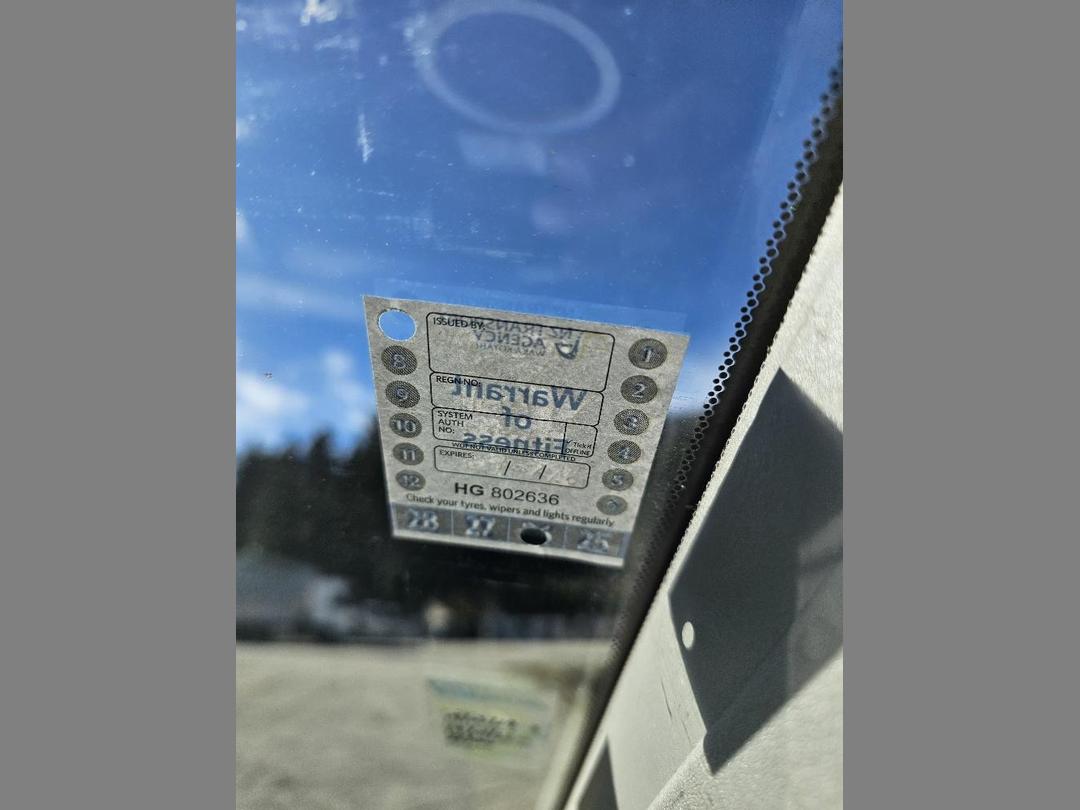 ISSUED BY:
NZ TRANSPORT
AGENCY
WAKA KOTAHI
REGN NO:
Warrant
of
Fitness
SYSTEM
AUTH
NO:
✓ Tick if
OFFLINE
WOF NOT VALID UNLESS COMPLETED
EXPIRES: / /
HG 802636
Check your tyres, wipers and lights regularly
8
9
10
11
12
1
2
3
4
5
28 27 25